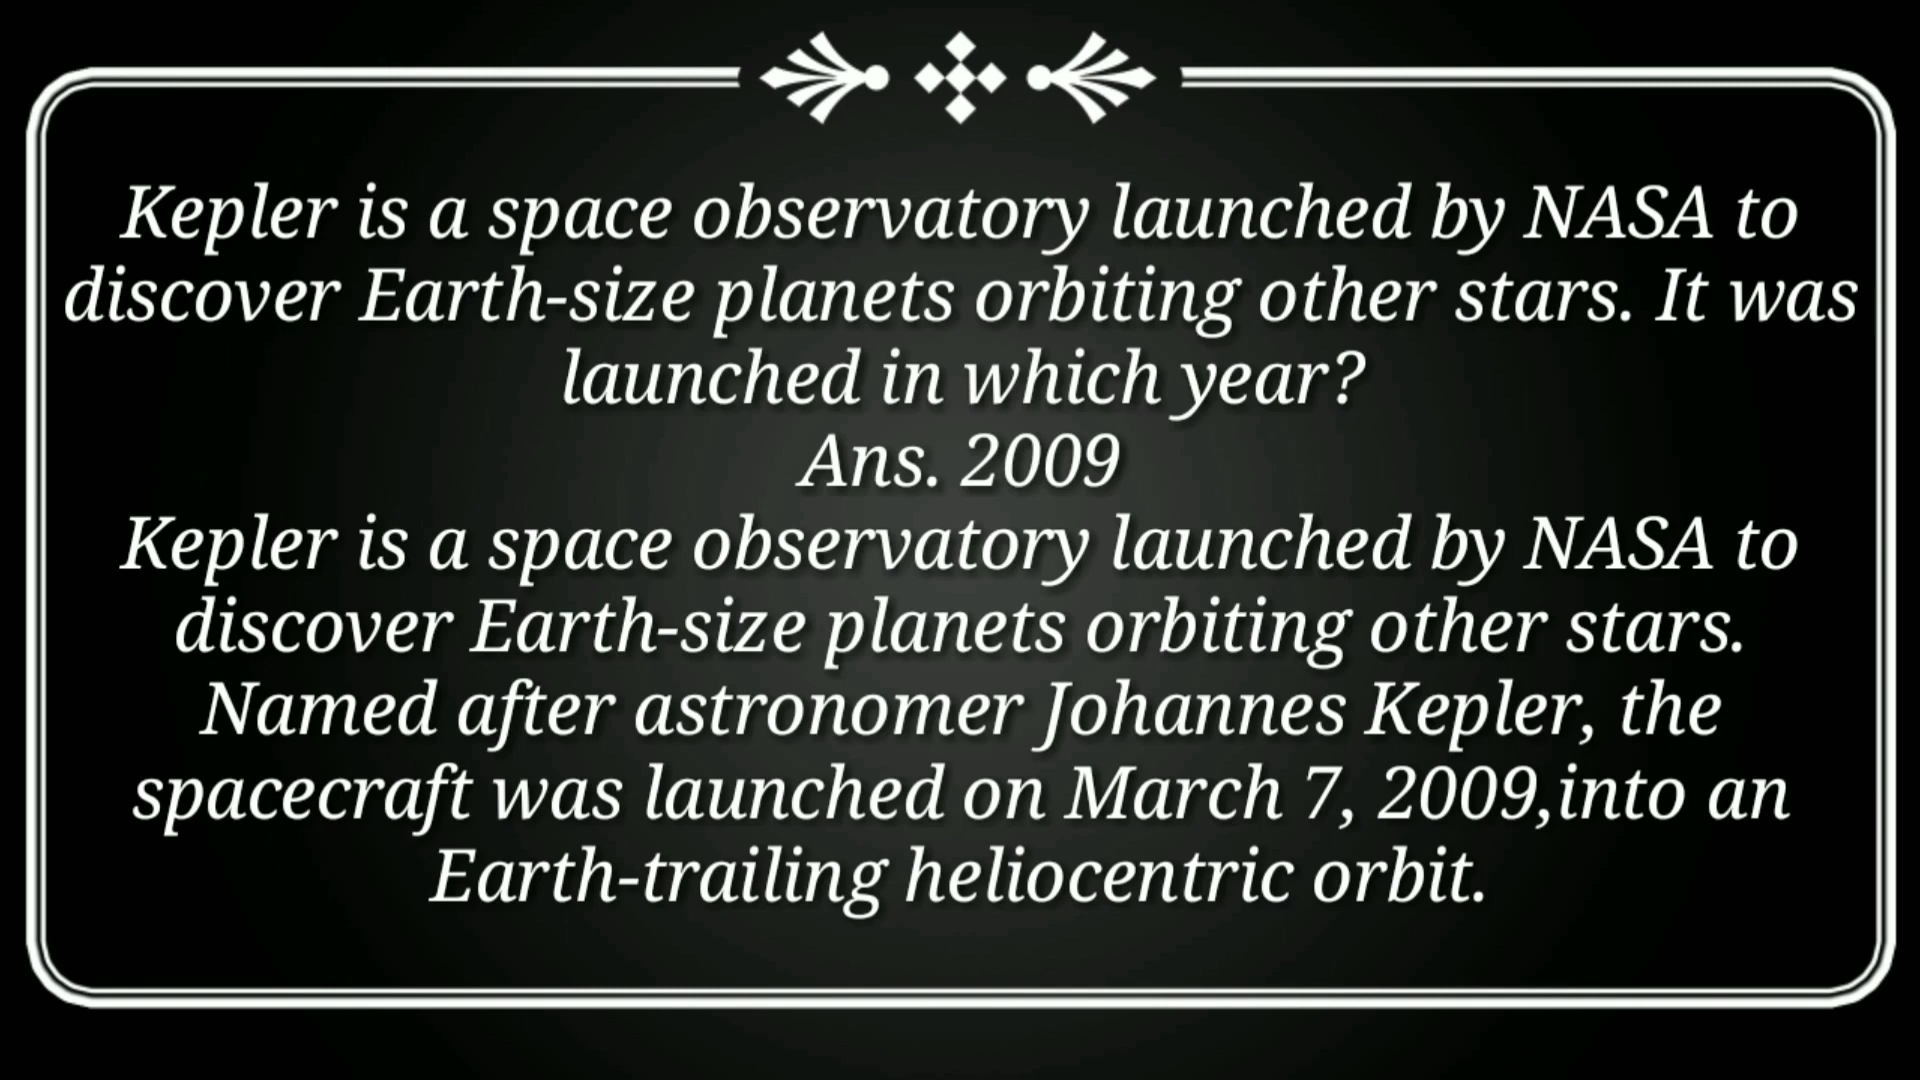 Kepler is a space observatory launched by NASA to
discover Earth-size planets orbiting other stars. It was
launched in which year?
Ans. 2009
Kepler is a space observatory launched by NASA to
discover Earth-size planets orbiting other stars.
Named after astronomer Johannes Kepler, the
spacecraft was launched on March 7, 2009,into an
Earth-trailing heliocentric orbit.